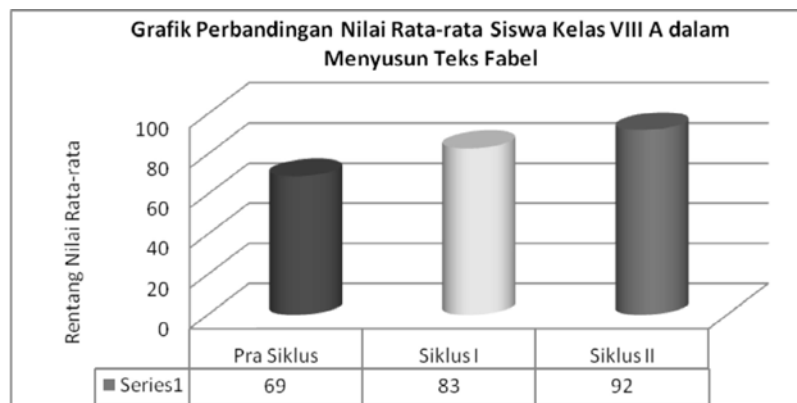 Grafik Perbandingan Nilai Rata-rata Siswa Kelas VIII A dalam
Menyusun Teks Fabel
Rentang Nilai Rata-rata
100
80
60
40
20
0
Pra Siklus Siklus I Siklus II
Series1 69 83 92